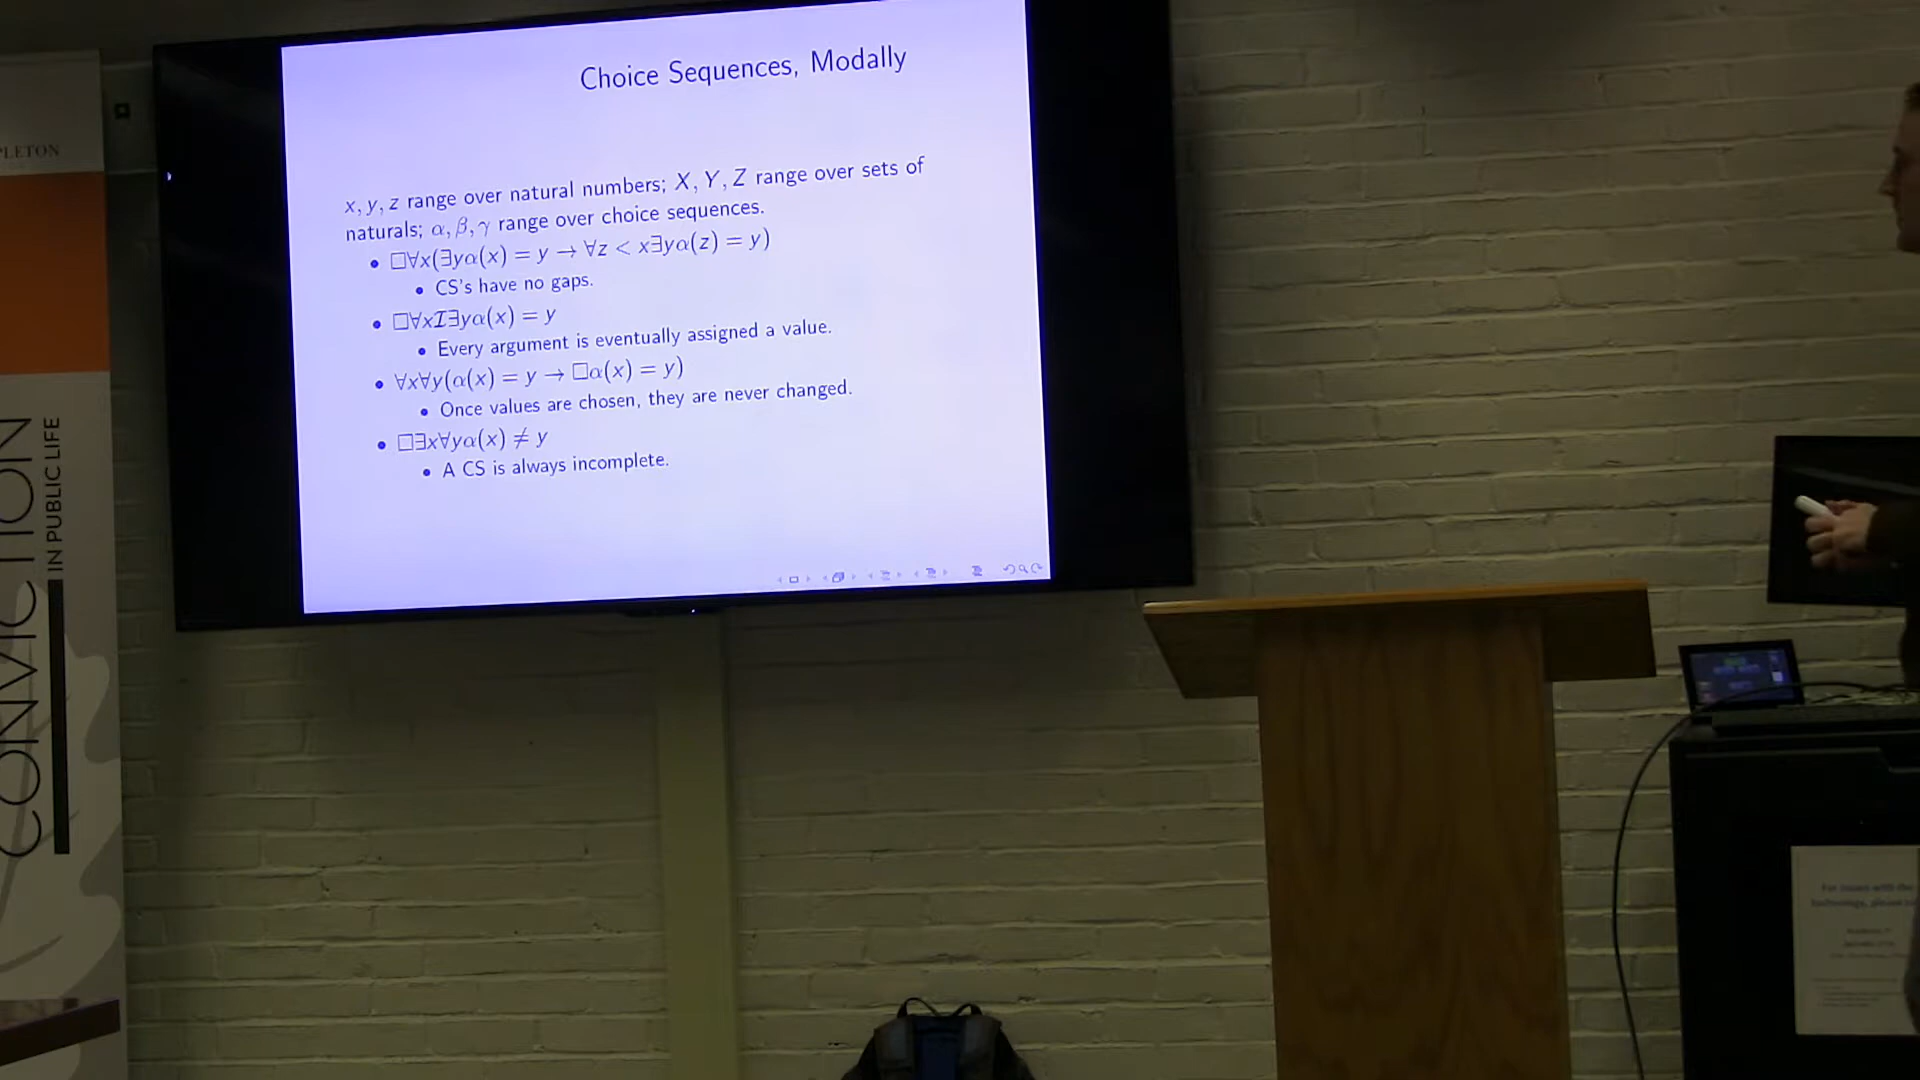 Choice Sequences, Modally
x, y, z range over natural numbers; X, Y, Z range over sets of
naturals; α, β, γ range over choice sequences.
• □∀x(∃yα(x) = y → ∀z < x∃yα(z) = y)
• CS's have no gaps.
• □∀xI∃yα(x) = y
• Every argument is eventually assigned a value.
• ∀x∀y(α(x) = y → □α(x) = y)
• Once values are chosen, they are never changed.
• □∃x∀yα(x) ≠ y
• A CS is always incomplete.
PLETON
CONVICTION
IN PUBLIC LIFE